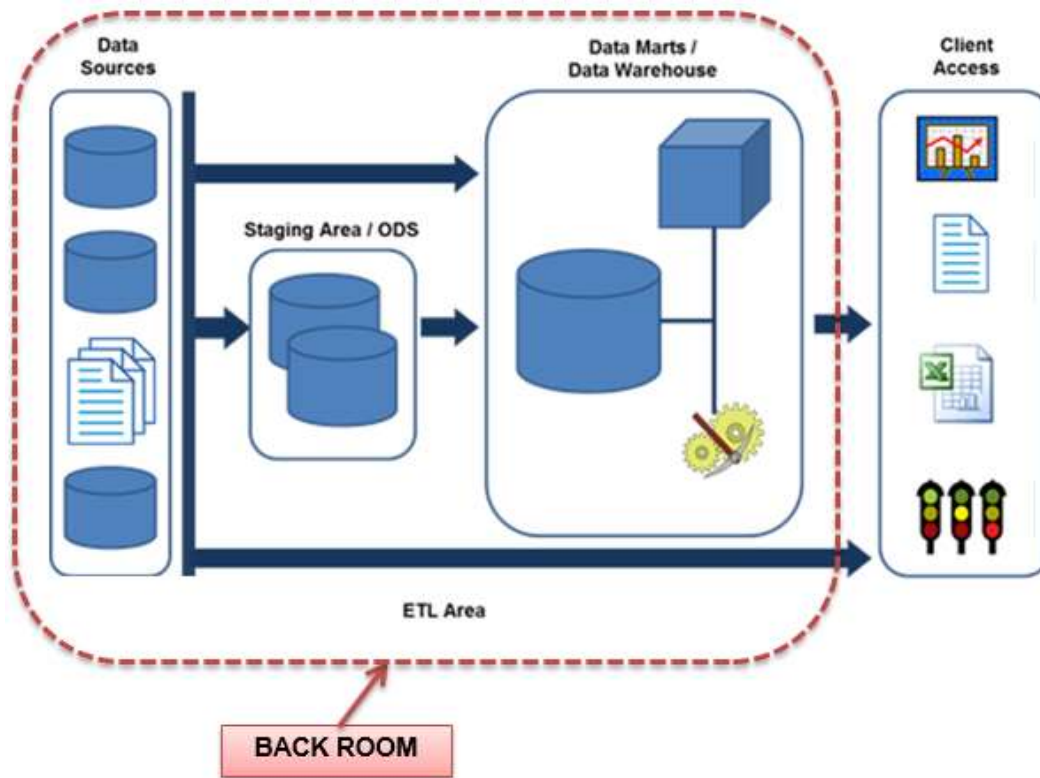 Data
Sources
Data Marts /
Data Warehouse
Client
Access
Staging Area / ODS
ETL Area
BACK ROOM